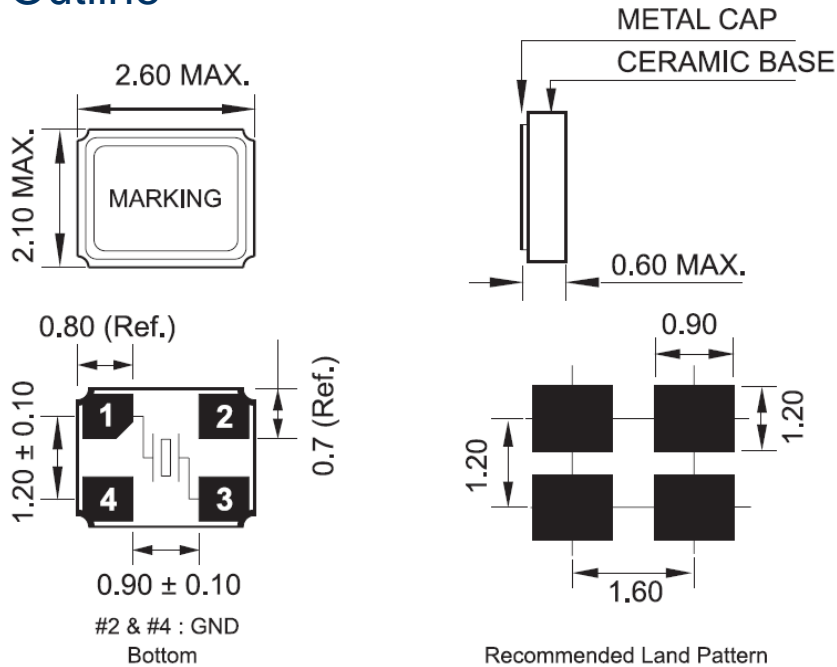 Outline
METAL CAP
CERAMIC BASE
2.60 MAX.
2.10 MAX.
MARKING
0.60 MAX.
0.80 (Ref.)
1
2
4
3
0.7 (Ref.)
1.20 ± 0.10
0.90 ± 0.10
#2 & #4 : GND
Bottom
0.90
1.20
1.20
1.60
Recommended Land Pattern